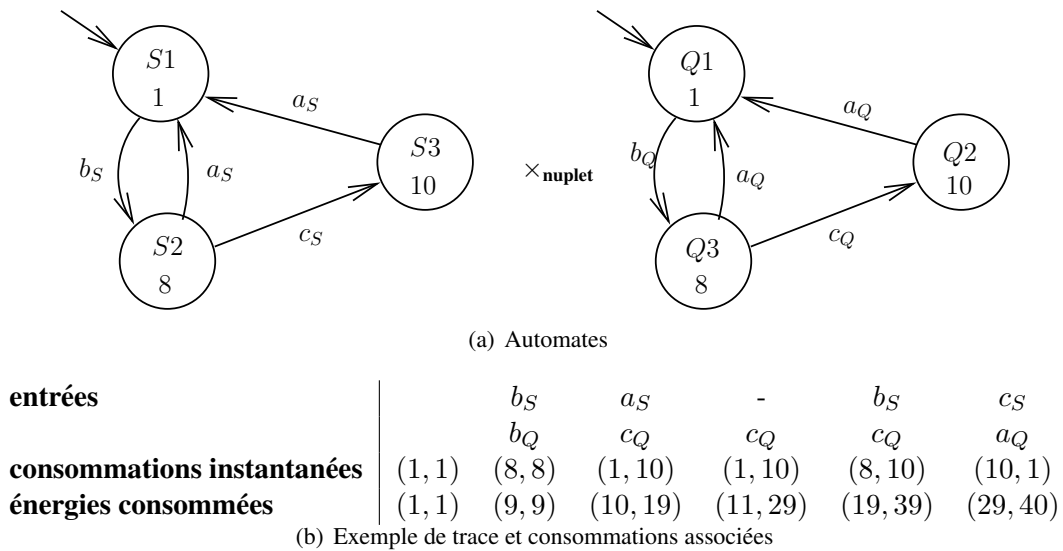 S1
1
b_S
a_S
a_S
S3
10
S2
8
c_S
×nuplet
Q1
1
b_Q
a_Q
a_Q
Q2
10
Q3
8
c_Q
(a) Automates
entrées b_S a_S - b_S c_S
b_Q c_Q c_Q c_Q a_Q
consommations instantanées (1, 1) (8, 8) (1, 10) (1, 10) (8, 10) (10, 1)
énergies consommées (1, 1) (9, 9) (10, 19) (11, 29) (19, 39) (29, 40)
(b) Exemple de trace et consommations associées